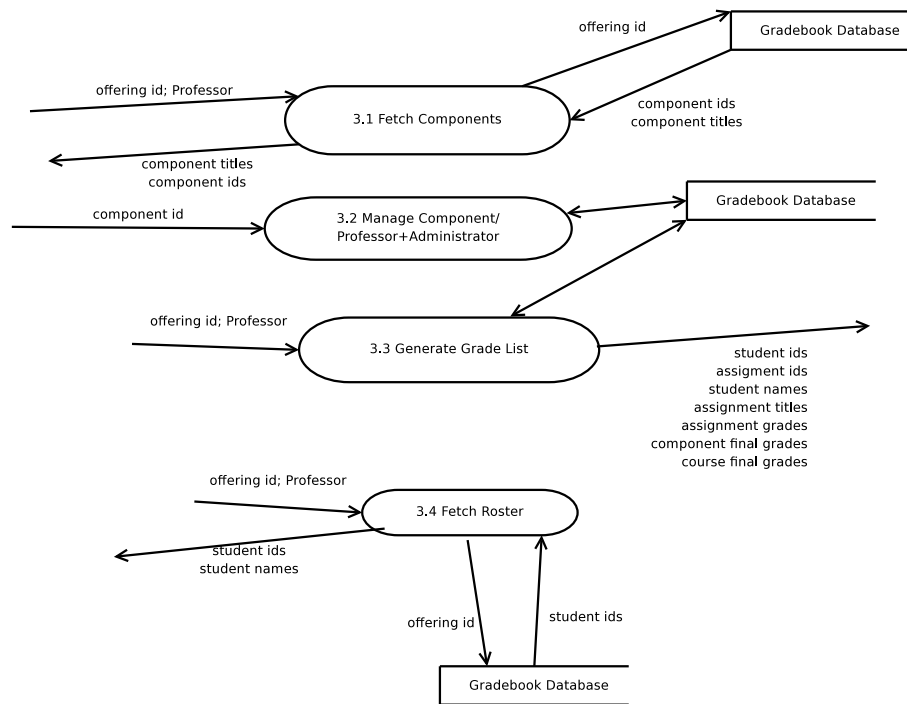 offering id
Gradebook Database
offering id; Professor
component ids
component titles
3.1 Fetch Components
component titles
component ids
component id
3.2 Manage Component/
Professor+Administrator
Gradebook Database
offering id; Professor
3.3 Generate Grade List
student ids
assigment ids
student names
assignment titles
assignment grades
component final grades
course final grades
offering id; Professor
3.4 Fetch Roster
student ids
student names
offering id
student ids
Gradebook Database